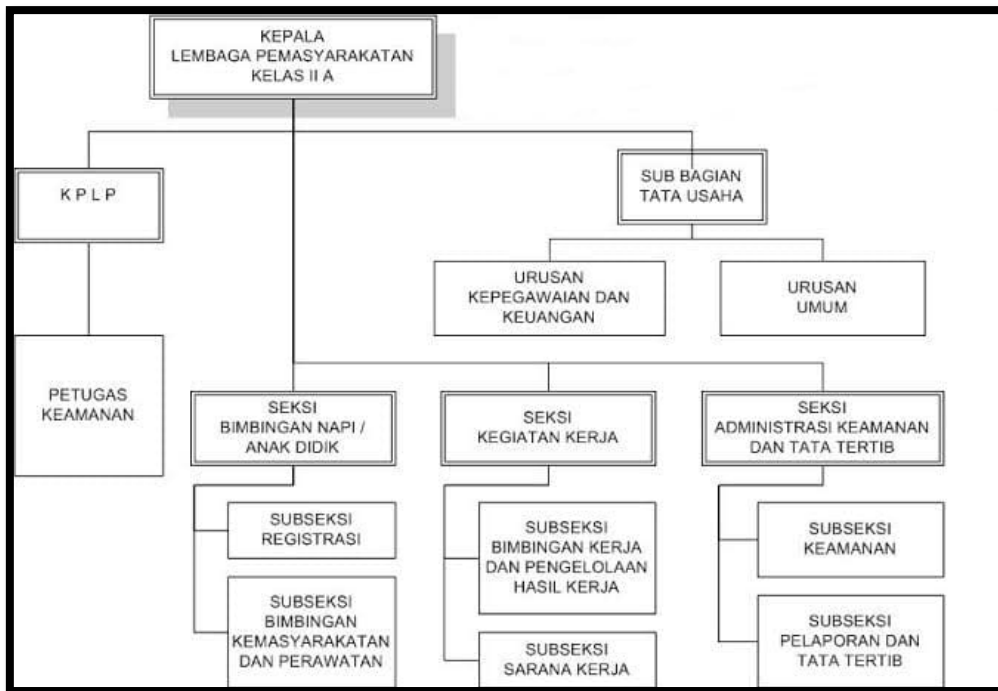 KEPALA
LEMBAGA PEMASYARAKATAN
KELAS II A
K P L P
SUB BAGIAN
TATA USAHA
URUSAN
KEPEGAWAIAN DAN
KEUANGAN
URUSAN
UMUM
PETUGAS
KEAMANAN
SEKSI
BIMBINGAN NAPI /
ANAK DIDIK
SEKSI
KEGIATAN KERJA
SEKSI
ADMINISTRASI KEAMANAN
DAN TATA TERTIB
SUBSEKSI
REGISTRASI
SUBSEKSI
BIMBINGAN
KEMASYARAKATAN
DAN PERAWATAN
SUBSEKSI
BIMBINGAN KERJA
DAN PENGELOLAAN
HASIL KERJA
SUBSEKSI
SARANA KERJA
SUBSEKSI
KEAMANAN
SUBSEKSI
PELAPORAN DAN
TATA TERTIB